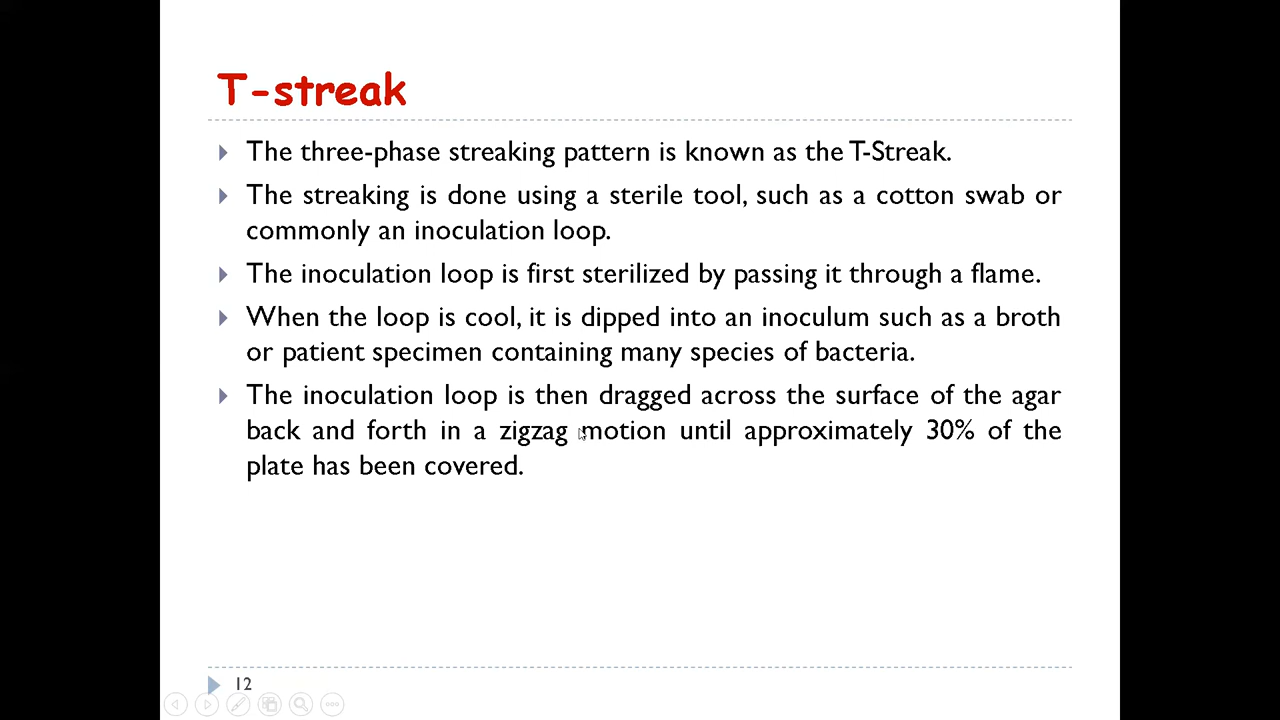 T-streak
The three-phase streaking pattern is known as the T-Streak.
The streaking is done using a sterile tool, such as a cotton swab or
commonly an inoculation loop.
The inoculation loop is first sterilized by passing it through a flame.
When the loop is cool, it is dipped into an inoculum such as a broth
or patient specimen containing many species of bacteria.
The inoculation loop is then dragged across the surface of the agar
back and forth in a zigzag motion until approximately 30% of the
plate has been covered.
12